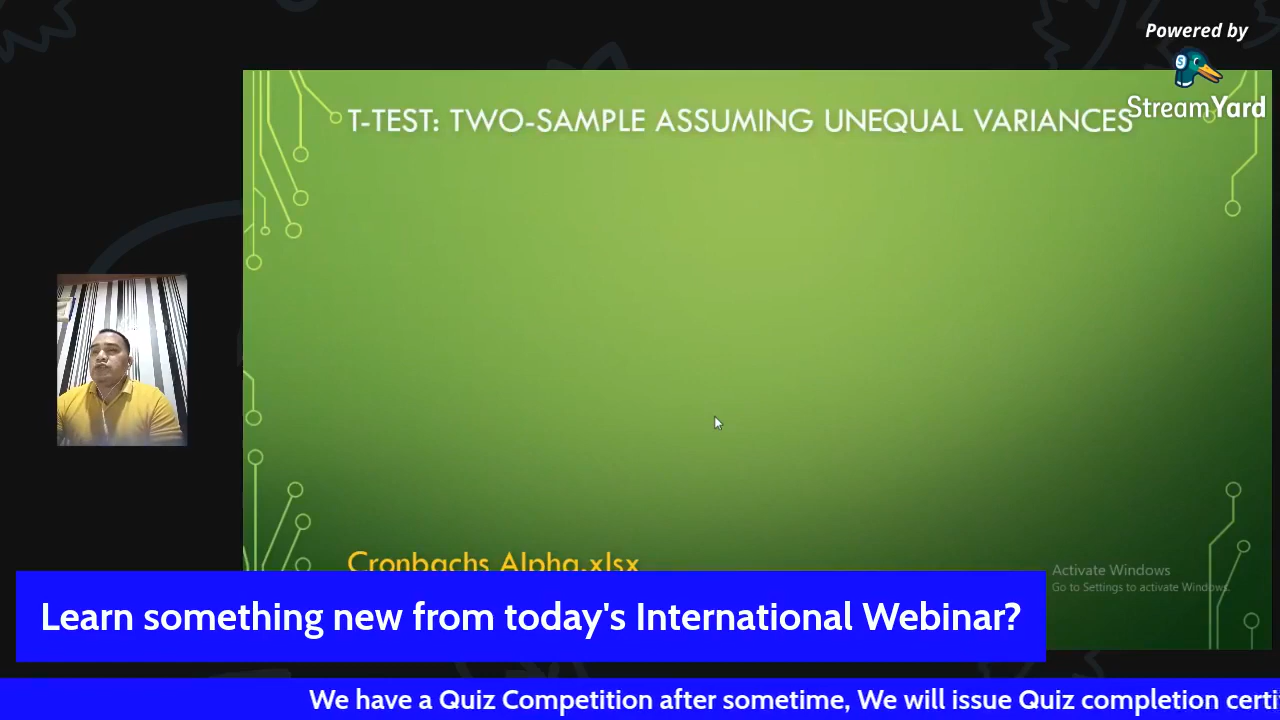 Powered by
StreamYard
T-TEST: TWO-SAMPLE ASSUMING UNEQUAL VARIANCES
Cronbachs Alpha.xlsx
Activate Windows
Go to Settings to activate Windows.
Learn something new from today's International Webinar?
We have a Quiz Competition after sometime, We will issue Quiz completion certi